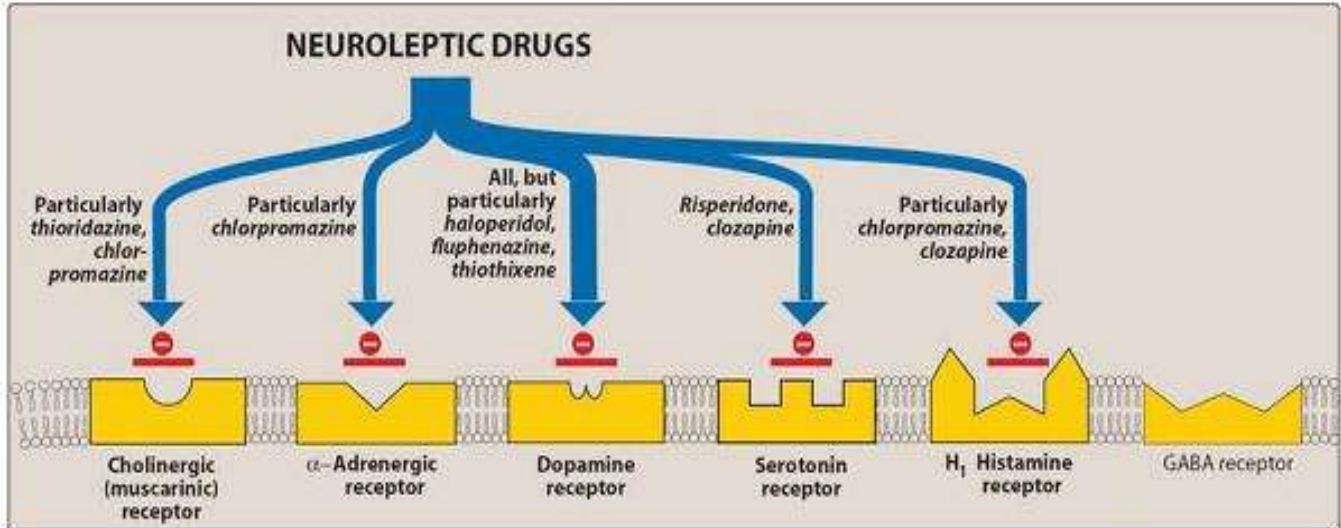 NEUROLEPTIC DRUGS
Particularly
thioridazine,
chlor-
promazine
Particularly
chlorpromazine
All, but
particularly
haloperidol,
fluphenazine,
thiothixene
Risperidone,
clozapine
Particularly
chlorpromazine,
clozapine
Cholinergic
(muscarinic)
receptor
α–Adrenergic
receptor
Dopamine
receptor
Serotonin
receptor
H₁ Histamine
receptor
GABA receptor